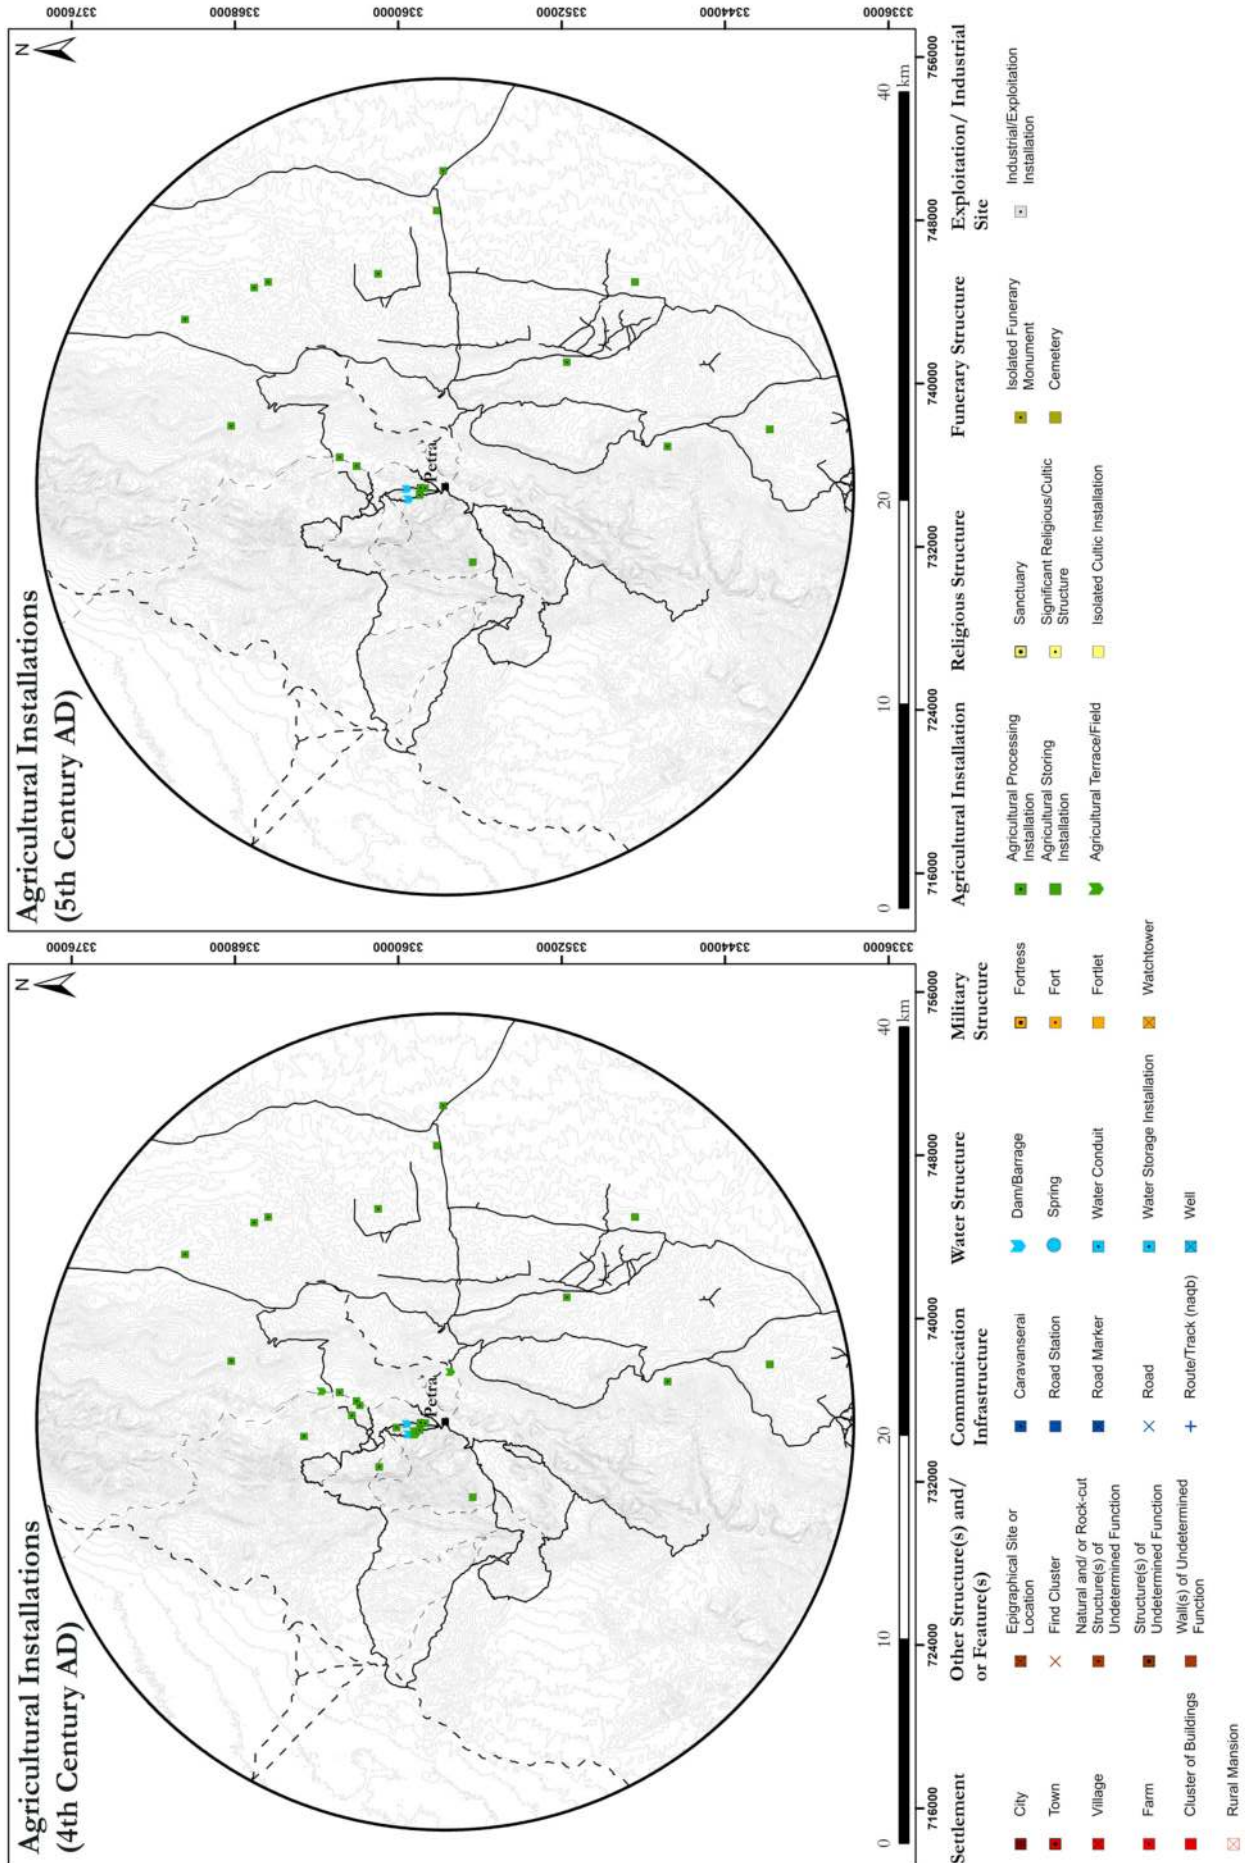 Agricultural Installations
(4th Century AD)
N
3376000
3368000
3360000
3352000
3344000
3336000
Petra
0
10
20
40
km
716000
724000
732000
740000
748000
756000
Agricultural Installations
(5th Century AD)
N
3376000
3368000
3360000
3352000
3344000
3336000
Petra
0
10
20
40
km
716000
724000
732000
740000
748000
756000
Settlement
City
Town
Village
Farm
Cluster of Buildings
Rural Mansion
Other Structure(s) and/
or Feature(s)
Epigraphical Site or
Location
Find Cluster
Natural and/ or Rock-cut
Structure(s) of
Undetermined Function
Structure(s) of
Undetermined Function
Wall(s) of Undetermined
Function
Communication
Infrastructure
Caravanserai
Road Station
Road Marker
Road
Route/Track (naqb)
Water Structure
Dam/Barrage
Spring
Water Conduit
Water Storage Installation
Well
Military
Structure
Fortress
Fort
Fortlet
Watchtower
Agricultural Installation
Agricultural Processing
Installation
Agricultural Storing
Installation
Agricultural Terrace/Field
Religious Structure
Sanctuary
Significant Religious/Cultic
Structure
Isolated Cultic Installation
Funerary Structure
Isolated Funerary
Monument
Cemetery
Exploitation/ Industrial
Site
Industrial/Exploitation
Installation